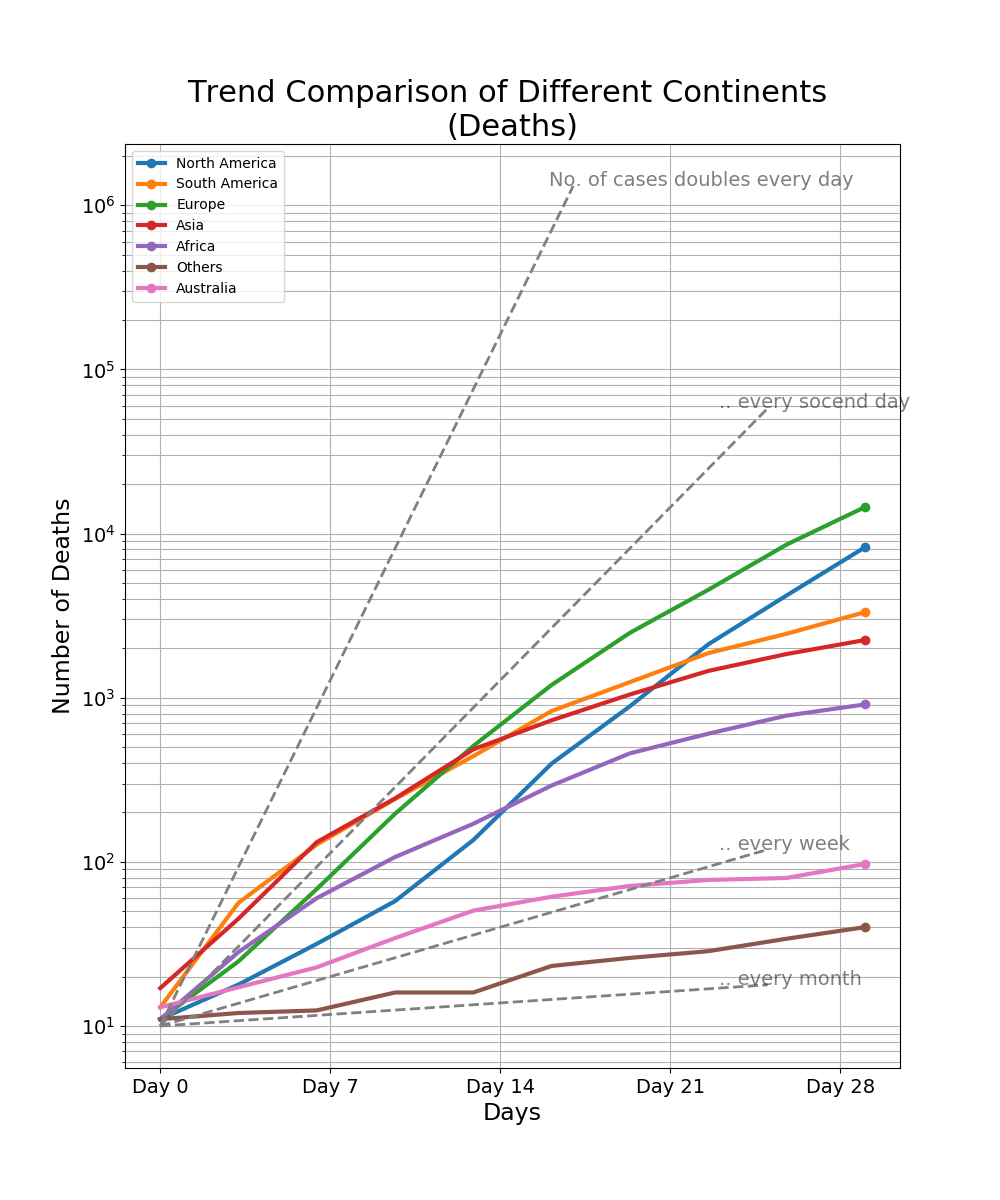 Trend Comparison of Different Continents
(Deaths)
North America
South America
Europe
Asia
Africa
Others
Australia
No. of cases doubles every day
.. every socend day
.. every week
.. every month
10^6
10^5
10^4
10^3
10^2
10^1
Number of Deaths
Day 0 Day 7 Day 14 Day 21 Day 28
Days